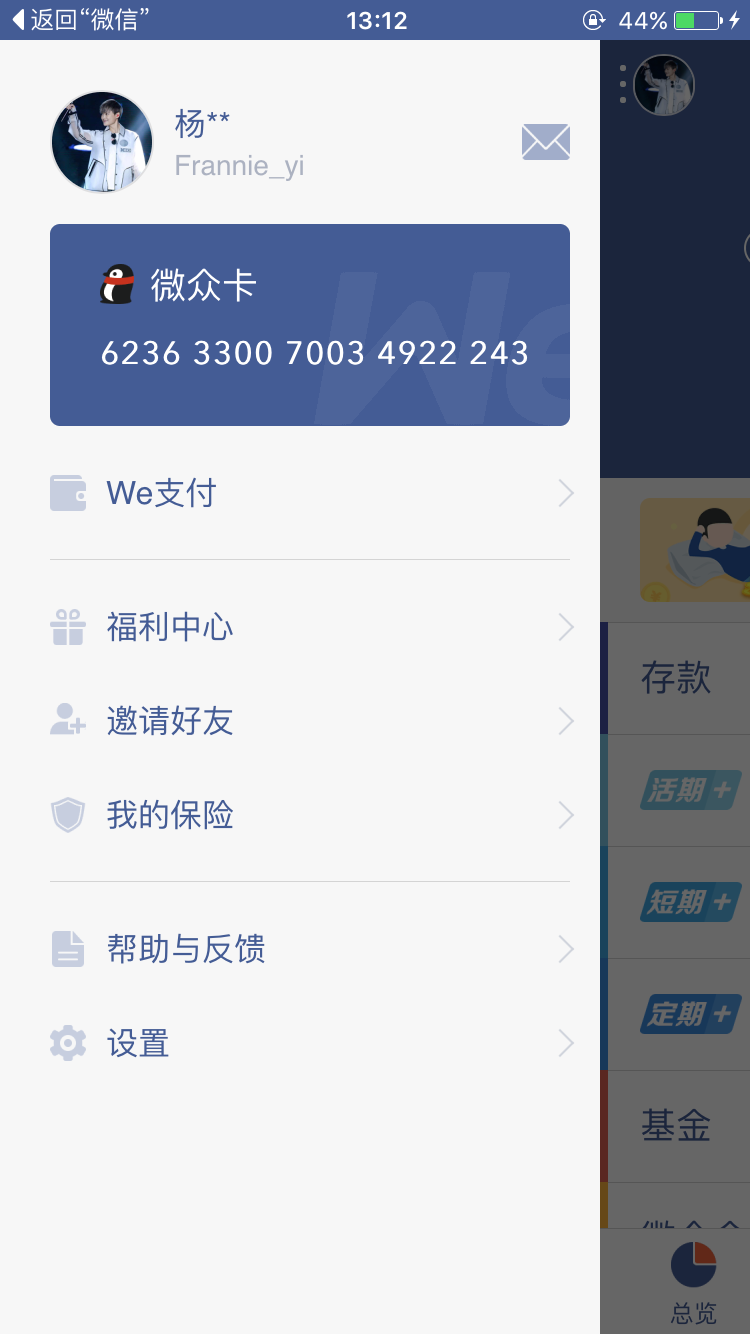 返回“微信”
13:12
44%
杨**
Frannie_yi
微众卡
6236 3300 7003 4922 243
We
We支付
福利中心
邀请好友
我的保险
帮助与反馈
设置
存款
活期+
短期+
定期+
基金
总览